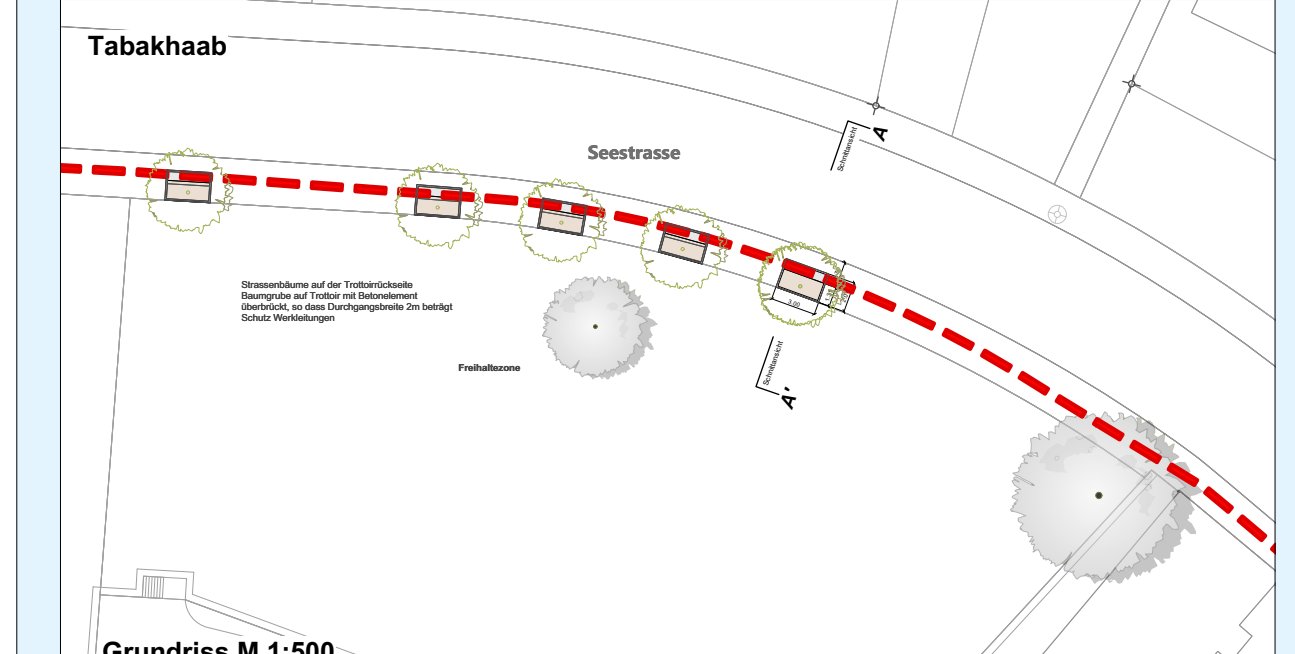 Tabakhaab
Seestrasse
Schnittansicht
A
Strassenbäume auf der Trottoirrückseite
Baumgrube auf Trottoir mit Betonelement
überbrückt, so dass Durchgangsbreite 2m beträgt
Schutz Werkleitungen
3.00
Freihaltezone
Schnittansicht
A'
Grundriss M 1:500